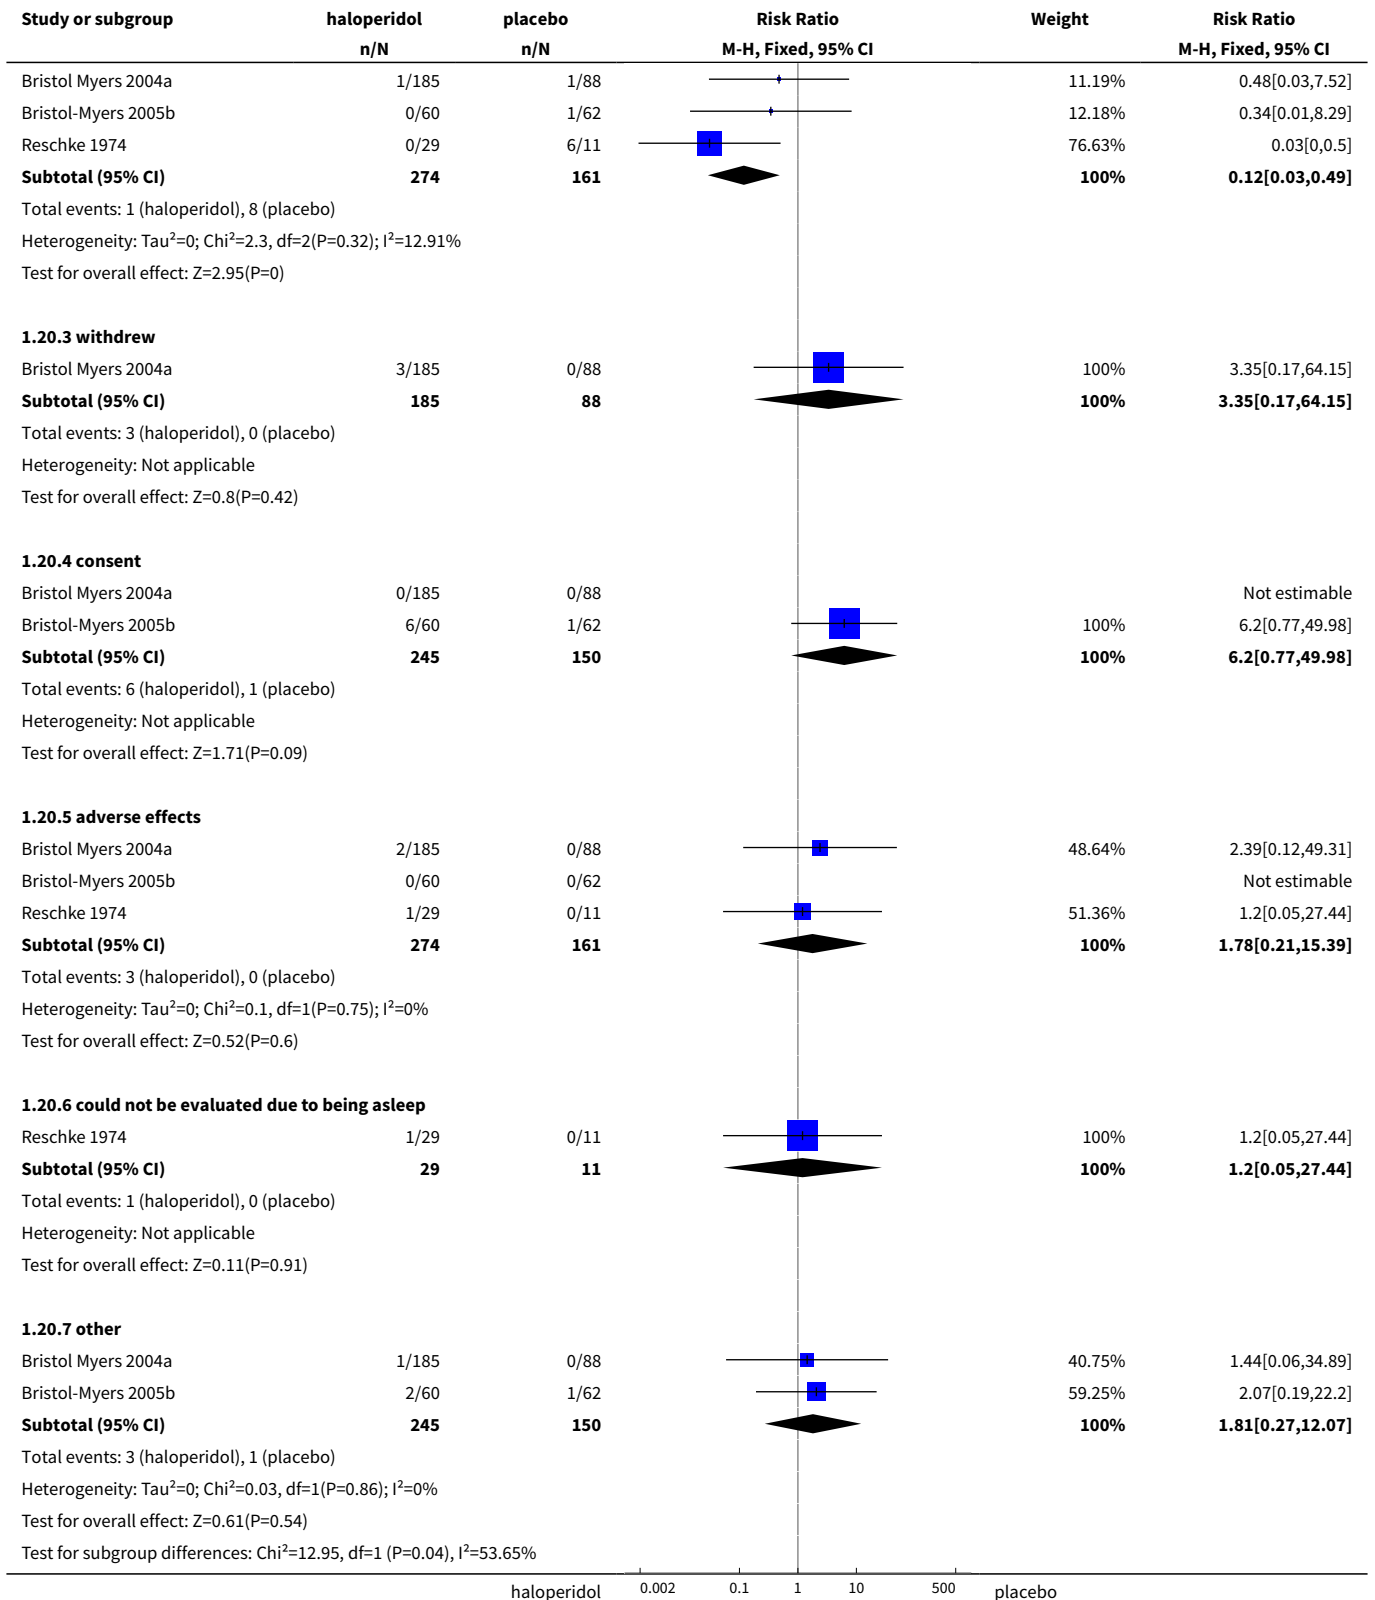 Study or subgroup haloperidol placebo Risk Ratio Weight Risk Ratio
n/N n/N M-H, Fixed, 95% CI M-H, Fixed, 95% CI
Bristol Myers 2004a 1/185 1/88 11.19% 0.48[0.03,7.52]
Bristol-Myers 2005b 0/60 1/62 12.18% 0.34[0.01,8.29]
Reschke 1974 0/29 6/11 76.63% 0.03[0,0.5]
Subtotal (95% CI) 274 161 100% 0.12[0.03,0.49]
Total events: 1 (haloperidol), 8 (placebo)
Heterogeneity: Tau²=0; Chi²=2.3, df=2(P=0.32); I²=12.91%
Test for overall effect: Z=2.95(P=0)
1.20.3 withdrew
Bristol Myers 2004a 3/185 0/88 100% 3.35[0.17,64.15]
Subtotal (95% CI) 185 88 100% 3.35[0.17,64.15]
Total events: 3 (haloperidol), 0 (placebo)
Heterogeneity: Not applicable
Test for overall effect: Z=0.8(P=0.42)
1.20.4 consent
Bristol Myers 2004a 0/185 0/88 Not estimable
Bristol-Myers 2005b 6/60 1/62 100% 6.2[0.77,49.98]
Subtotal (95% CI) 245 150 100% 6.2[0.77,49.98]
Total events: 6 (haloperidol), 1 (placebo)
Heterogeneity: Not applicable
Test for overall effect: Z=1.71(P=0.09)
1.20.5 adverse effects
Bristol Myers 2004a 2/185 0/88 48.64% 2.39[0.12,49.31]
Bristol-Myers 2005b 0/60 0/62 Not estimable
Reschke 1974 1/29 0/11 51.36% 1.2[0.05,27.44]
Subtotal (95% CI) 274 161 100% 1.78[0.21,15.39]
Total events: 3 (haloperidol), 0 (placebo)
Heterogeneity: Tau²=0; Chi²=0.1, df=1(P=0.75); I²=0%
Test for overall effect: Z=0.52(P=0.6)
1.20.6 could not be evaluated due to being asleep
Reschke 1974 1/29 0/11 100% 1.2[0.05,27.44]
Subtotal (95% CI) 29 11 100% 1.2[0.05,27.44]
Total events: 1 (haloperidol), 0 (placebo)
Heterogeneity: Not applicable
Test for overall effect: Z=0.11(P=0.91)
1.20.7 other
Bristol Myers 2004a 1/185 0/88 40.75% 1.44[0.06,34.89]
Bristol-Myers 2005b 2/60 1/62 59.25% 2.07[0.19,22.2]
Subtotal (95% CI) 245 150 100% 1.81[0.27,12.07]
Total events: 3 (haloperidol), 1 (placebo)
Heterogeneity: Tau²=0; Chi²=0.03, df=1(P=0.86); I²=0%
Test for overall effect: Z=0.61(P=0.54)
Test for subgroup differences: Chi²=12.95, df=1 (P=0.04), I²=53.65%
haloperidol 0.002 0.1 1 10 500 placebo